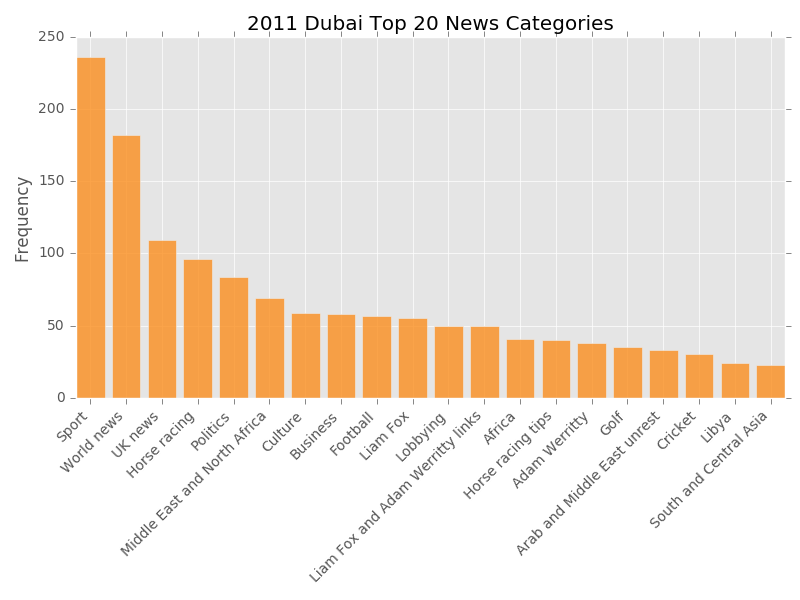 2011 Dubai Top 20 News Categories
250
200
150
100
50
0
Frequency
Sport
World news
UK news
Horse racing
Politics
Middle East and North Africa
Culture
Business
Football
Liam Fox
Lobbying
Liam Fox and Adam Werritty links
Africa
Horse racing tips
Adam Werritty
Golf
Arab and Middle East unrest
Cricket
Libya
South and Central Asia